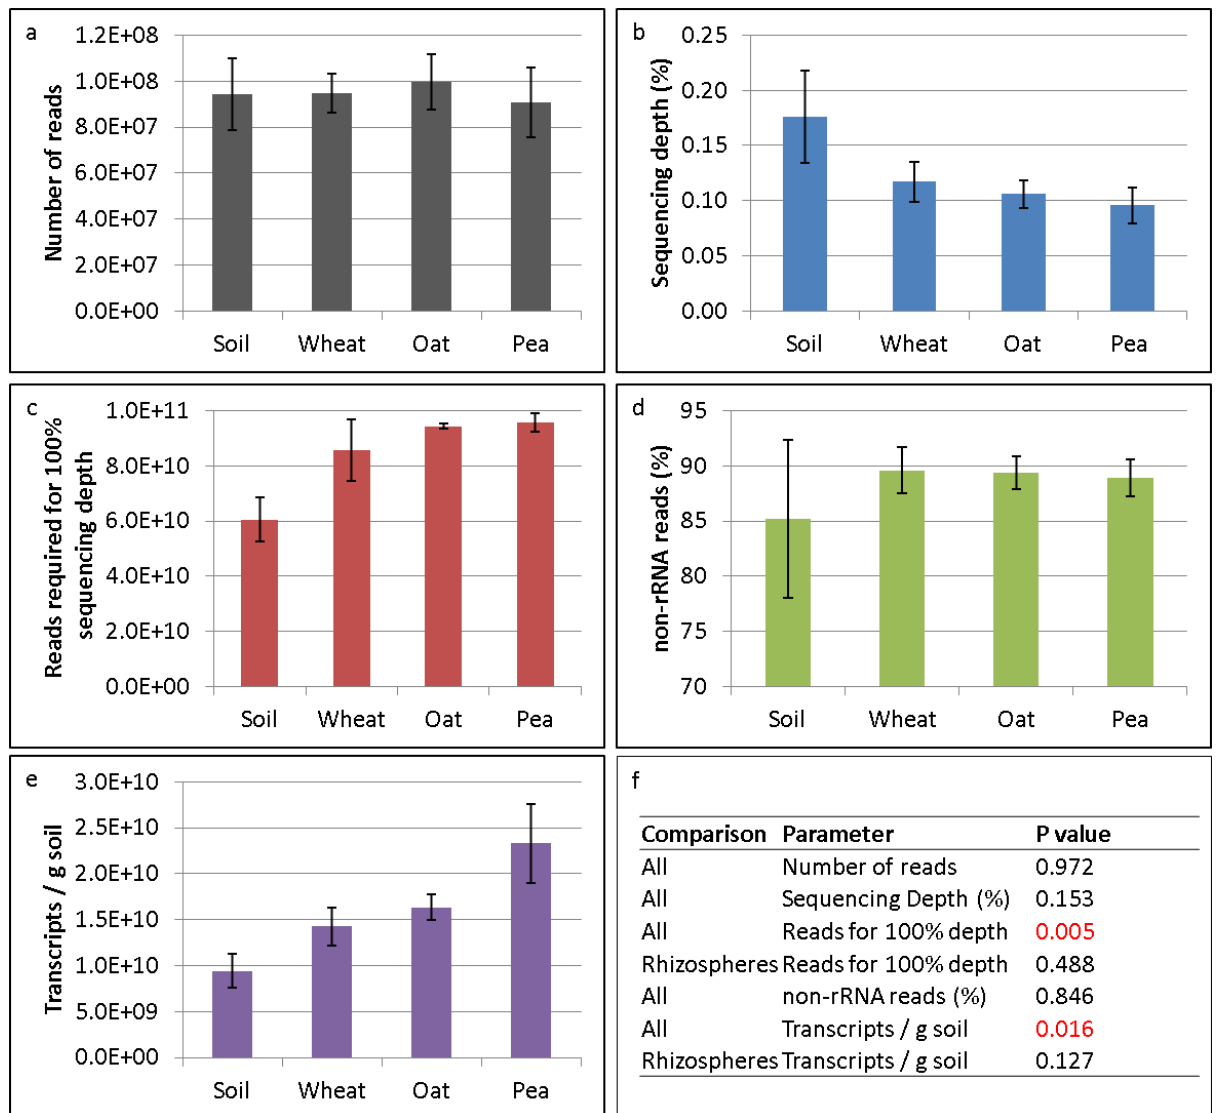 a
Number of reads
1.2E+08
1.0E+08
8.0E+07
6.0E+07
4.0E+07
2.0E+07
0.0E+00
Soil Wheat Oat Pea
b
Sequencing depth (%)
0.25
0.20
0.15
0.10
0.05
0.00
Soil Wheat Oat Pea
c
Reads required for 100%
sequencing depth
1.0E+11
8.0E+10
6.0E+10
4.0E+10
2.0E+10
0.0E+00
Soil Wheat Oat Pea
d
non-rRNA reads (%)
95
90
85
80
75
70
Soil Wheat Oat Pea
e
Transcripts / g soil
3.0E+10
2.5E+10
2.0E+10
1.5E+10
1.0E+10
5.0E+09
0.0E+00
Soil Wheat Oat Pea
f
Comparison Parameter P value
All Number of reads 0.972
All Sequencing Depth (%) 0.153
All Reads for 100% depth 0.005
Rhizospheres Reads for 100% depth 0.488
All non-rRNA reads (%) 0.846
All Transcripts / g soil 0.016
Rhizospheres Transcripts / g soil 0.127